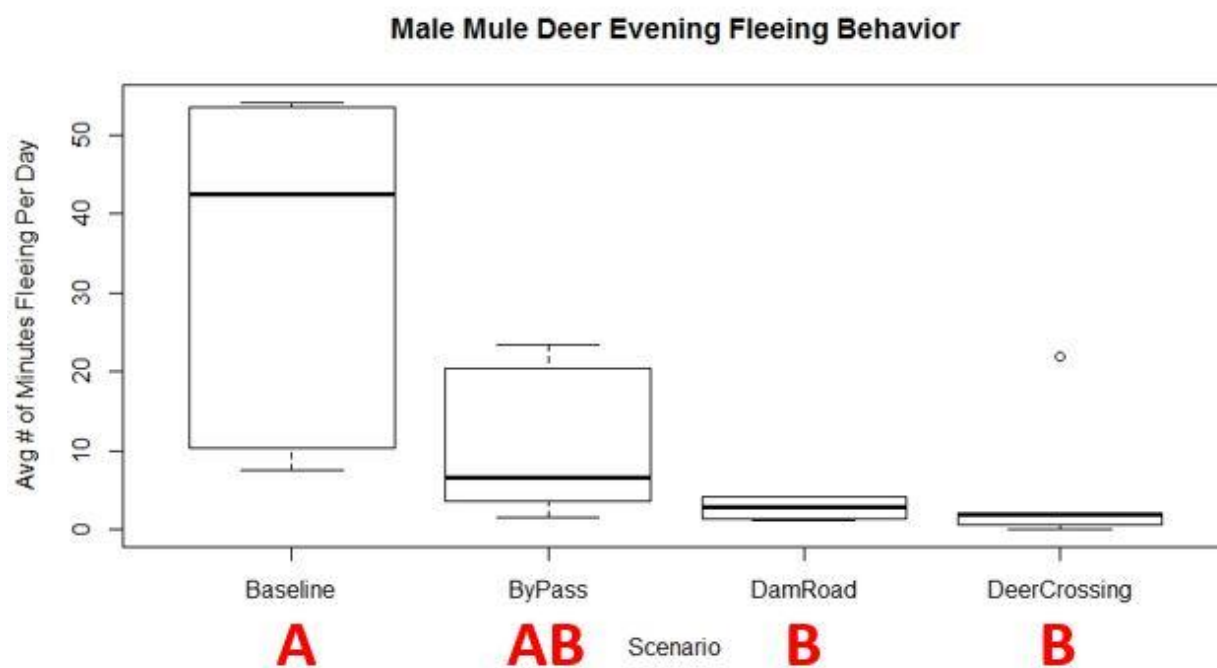 Male Mule Deer Evening Fleeing Behavior
Avg # of Minutes Fleeing Per Day
50
40
30
20
10
0
Baseline ByPass DamRoad DeerCrossing
A AB B B
Scenario